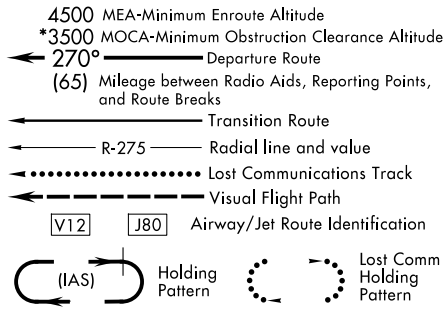 4500 MEA-Minimum Enroute Altitude
*3500 MOCA-Minimum Obstruction Clearance Altitude
270° Departure Route
(65) Mileage between Radio Aids, Reporting Points,
and Route Breaks
Transition Route
R-275 Radial line and value
Lost Communications Track
Visual Flight Path
V12 J80 Airway/Jet Route Identification
(IAS) Holding
Pattern
Lost Comm
Holding
Pattern